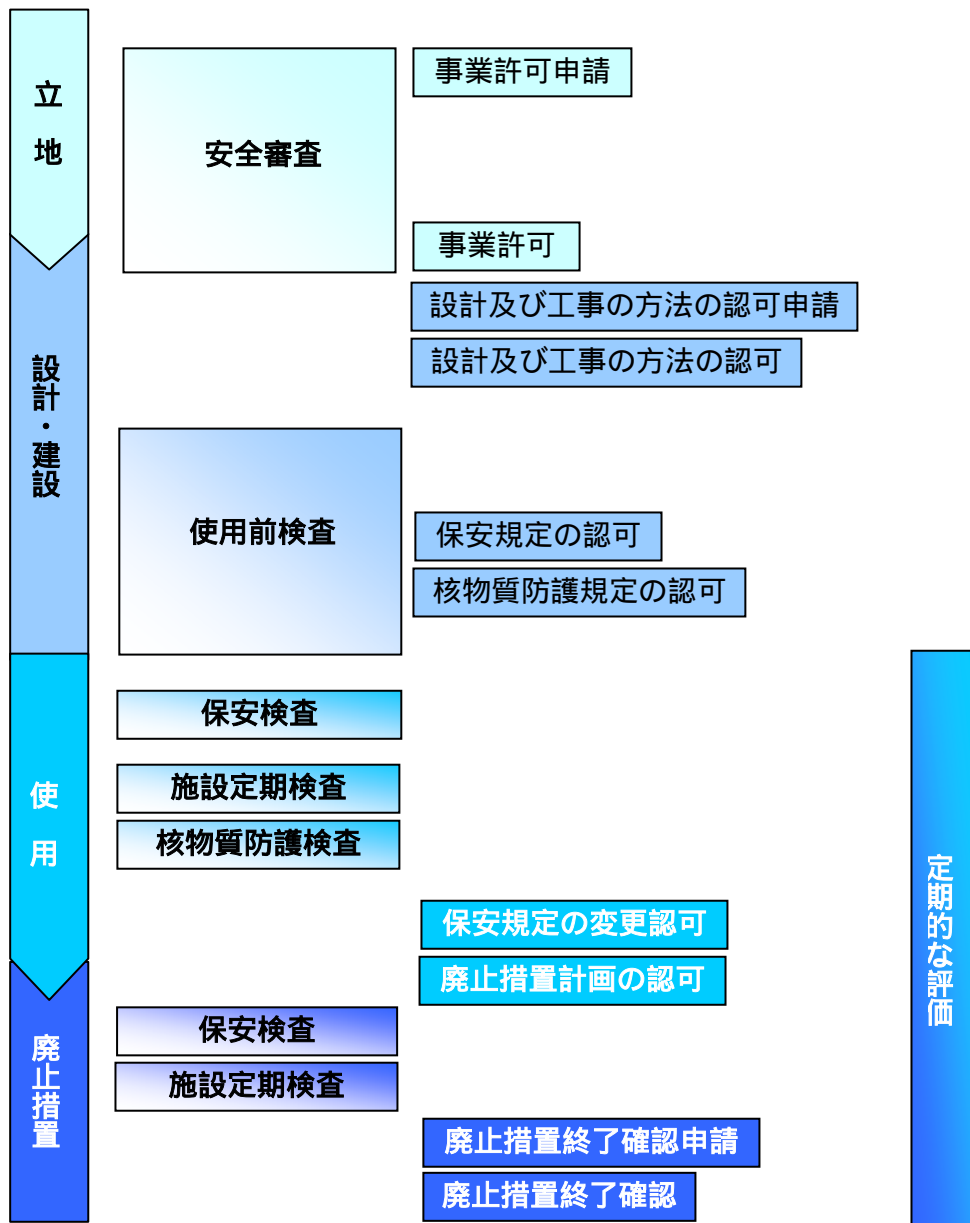 立地
安全審査
事業許可申請
事業許可
設計及び工事の方法の認可申請
設計及び工事の方法の認可
設計・建設
使用前検査
保安規定の認可
核物質防護規定の認可
使用
保安検査
施設定期検査
核物質防護検査
保安規定の変更認可
廃止措置計画の認可
定期的な評価
廃止措置
保安検査
施設定期検査
廃止措置終了確認申請
廃止措置終了確認